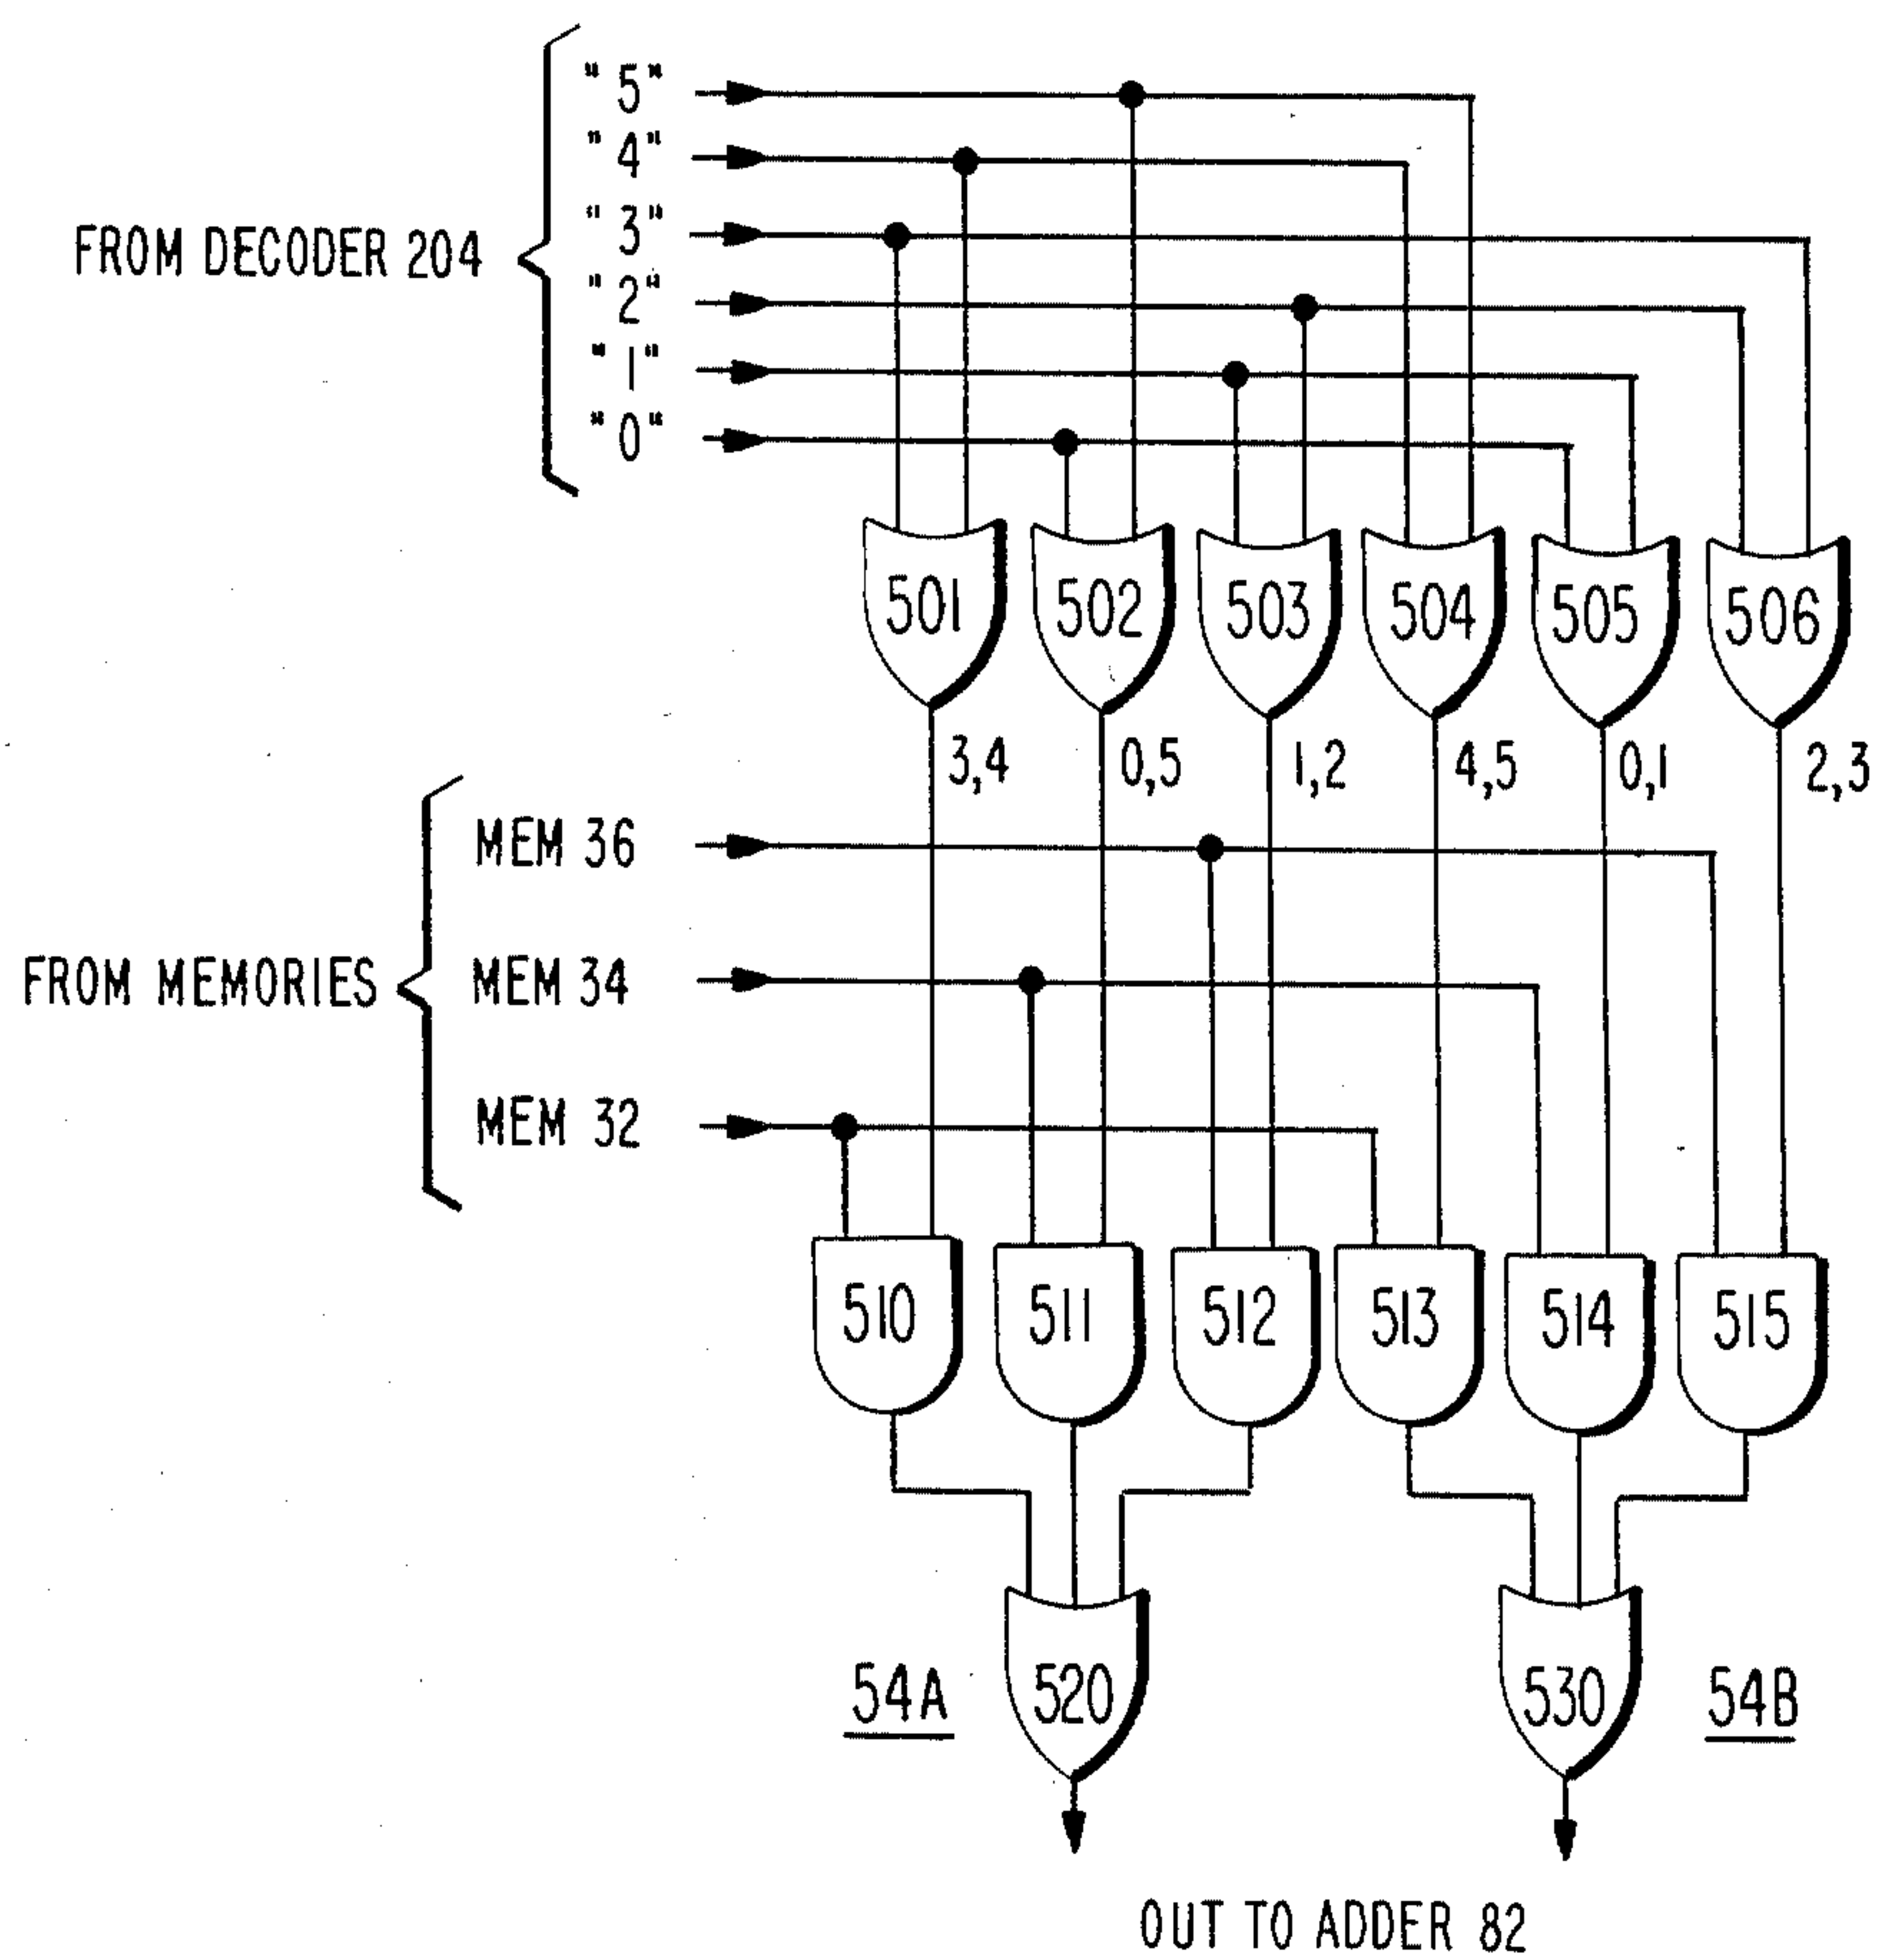 "5"
"4"
"3"
FROM DECODER 204
"2"
"1"
"0"
501 502 503 504 505 506
3,4 0,5 1,2 4,5 0,1 2,3
MEM 36
FROM MEMORIES MEM 34
MEM 32
510 511 512 513 514 515
54A 520 530 54B
OUT TO ADDER 82